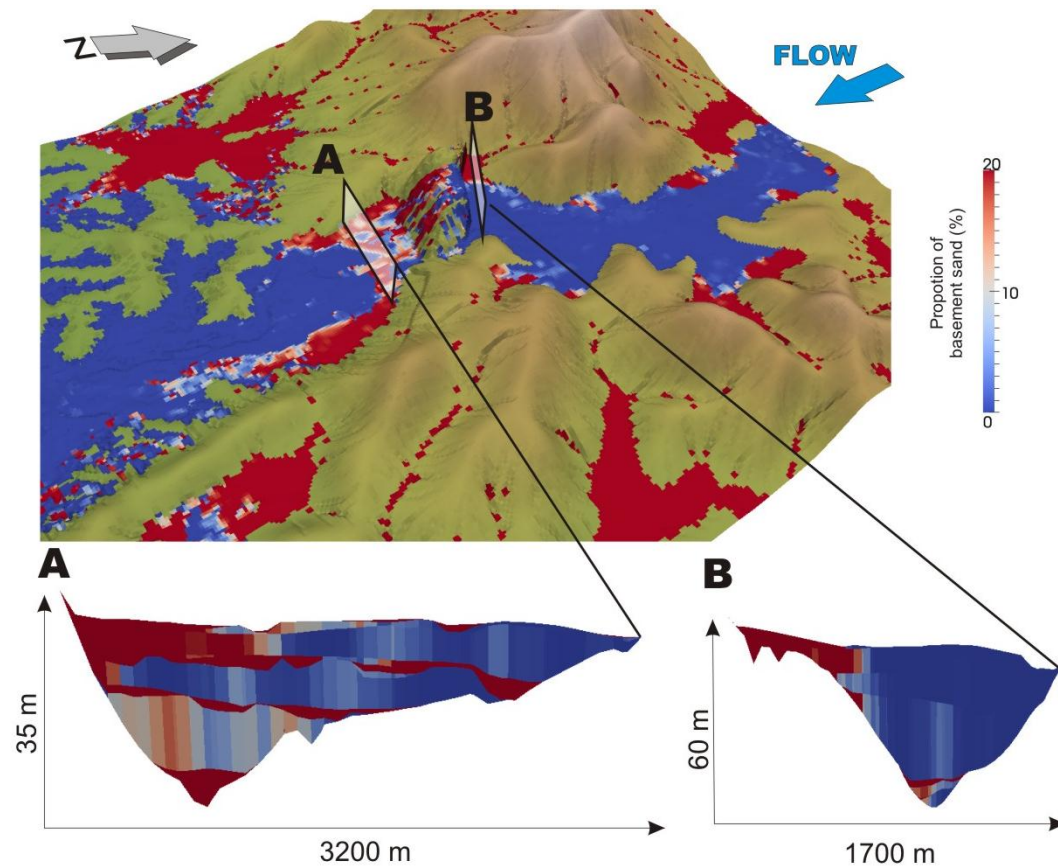 N
FLOW
B
A
20
10
0
Propotion of
basement sand (%)
A
35 m
3200 m
B
60 m
1700 m